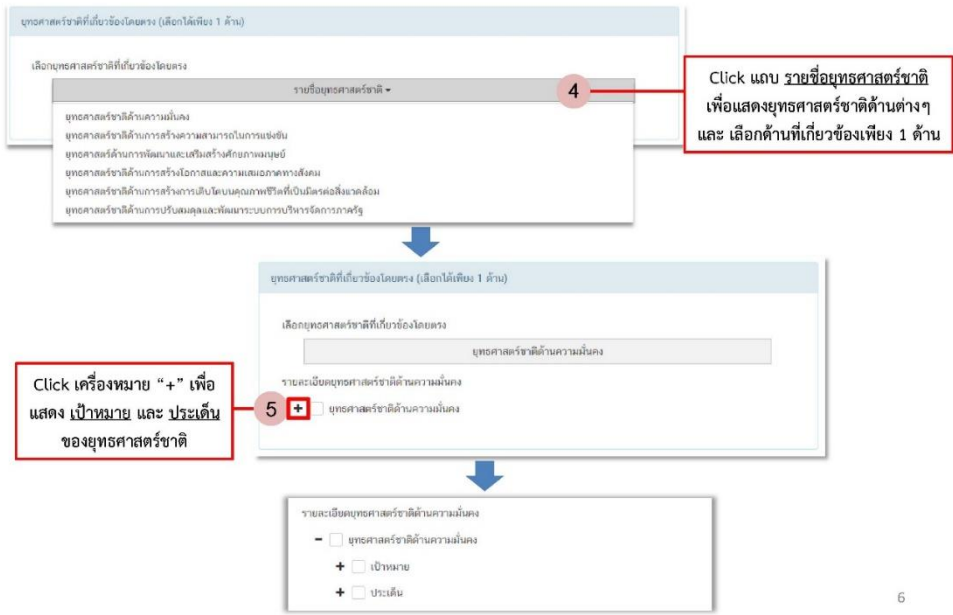 ยุทธศาสตร์ชาติที่เกี่ยวข้องโดยตรง (เลือกได้เพียง 1 ด้าน)
เลือกยุทธศาสตร์ชาติที่เกี่ยวข้องโดยตรง
รายชื่อยุทธศาสตร์ชาติ
4
Click แถบ รายชื่อยุทธศาสตร์ชาติ
เพื่อแสดงยุทธศาสตร์ชาติด้านต่างๆ
และ เลือกด้านที่เกี่ยวข้องเพียง 1 ด้าน
ยุทธศาสตร์ชาติด้านความมั่นคง
ยุทธศาสตร์ชาติด้านการสร้างความสามารถในการแข่งขัน
ยุทธศาสตร์ด้านการพัฒนาและเสริมสร้างศักยภาพมนุษย์
ยุทธศาสตร์ชาติด้านการสร้างโอกาสและความเสมอภาคทางสังคม
ยุทธศาสตร์ชาติด้านการสร้างการเติบโตบนคุณภาพชีวิตที่เป็นมิตรต่อสิ่งแวดล้อม
ยุทธศาสตร์ชาติด้านการปรับสมดุลและพัฒนาระบบการบริหารจัดการภาครัฐ
ยุทธศาสตร์ชาติที่เกี่ยวข้องโดยตรง (เลือกได้เพียง 1 ด้าน)
เลือกยุทธศาสตร์ชาติที่เกี่ยวข้องโดยตรง
ยุทธศาสตร์ชาติด้านความมั่นคง
รายละเอียดยุทธศาสตร์ชาติด้านความมั่นคง
Click เครื่องหมาย “+” เพื่อ
แสดง เป้าหมาย และ ประเด็น
ของยุทธศาสตร์ชาติ
5
+ ยุทธศาสตร์ชาติด้านความมั่นคง
รายละเอียดยุทธศาสตร์ชาติด้านความมั่นคง
- ยุทธศาสตร์ชาติด้านความมั่นคง
+ เป้าหมาย
+ ประเด็น
6